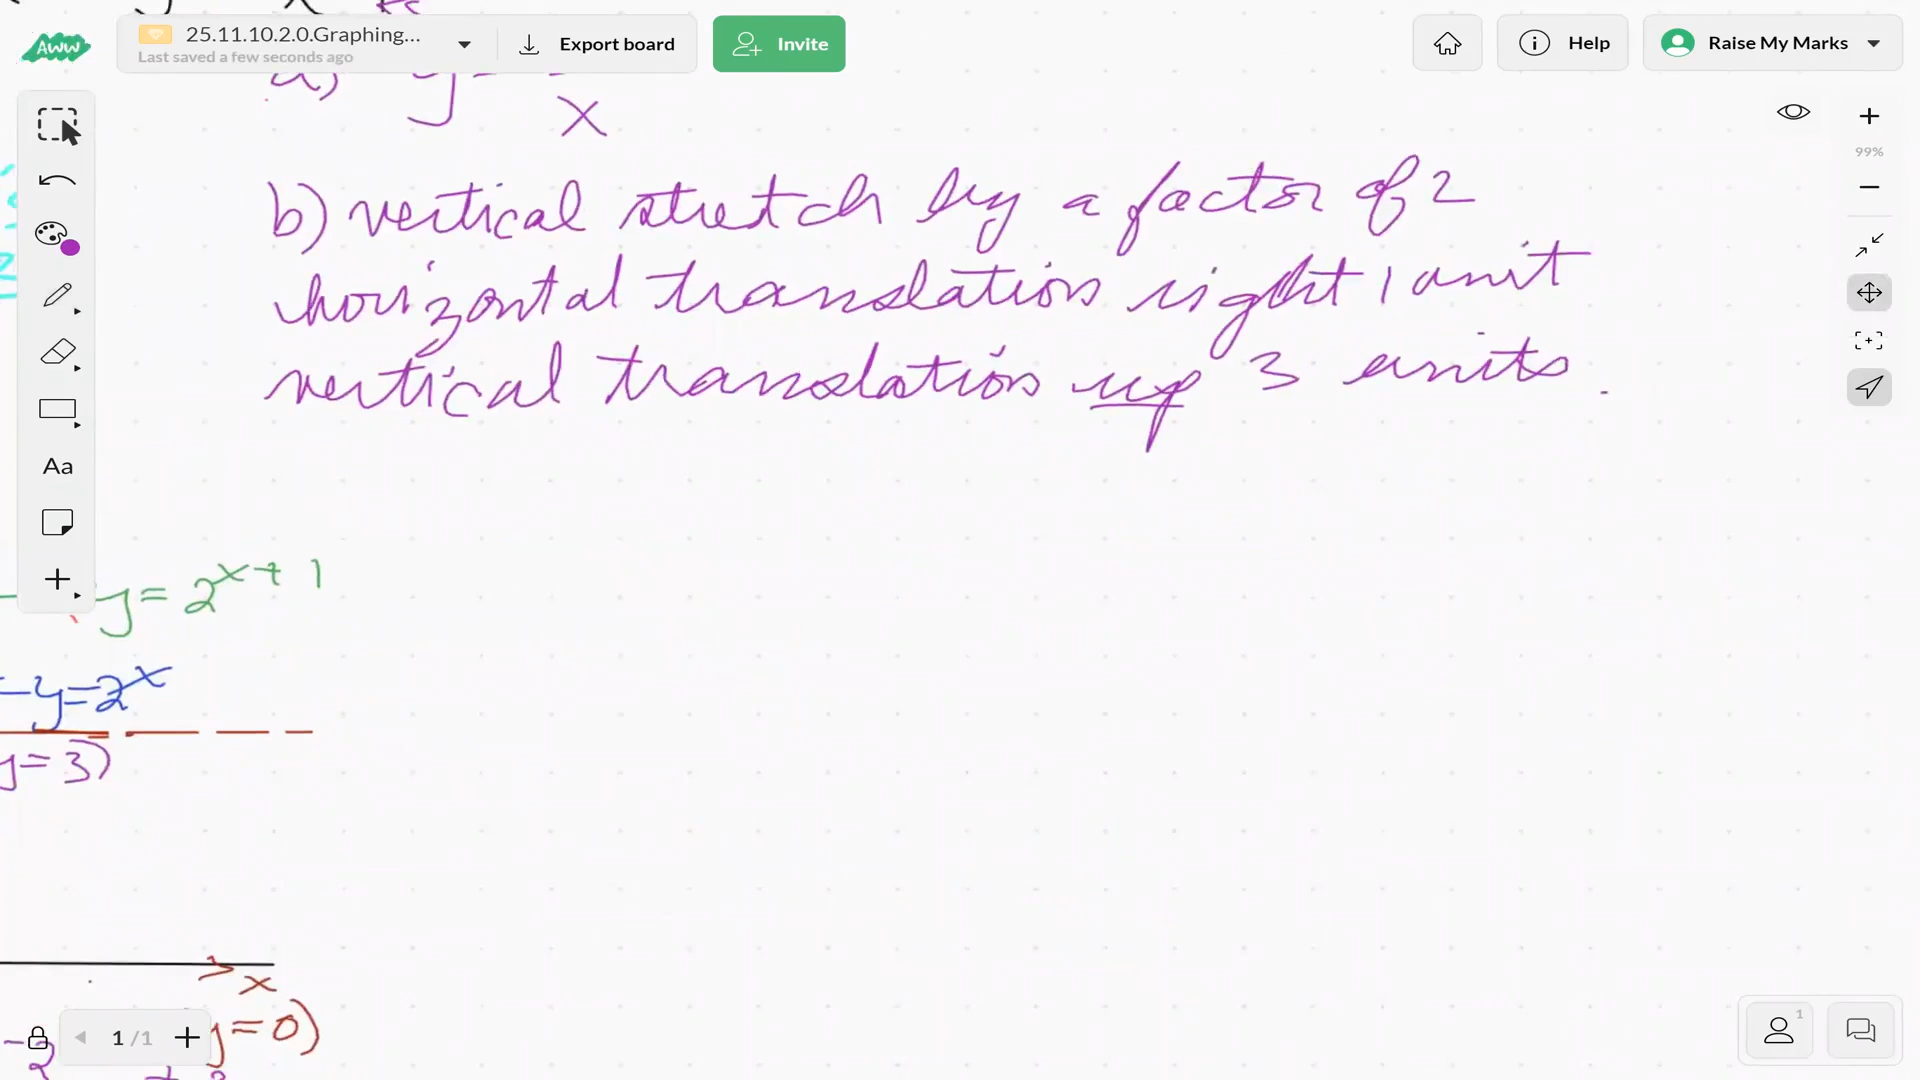 AWW
25.11.10.2.0.Graphing...
Last saved a few seconds ago
Export board
Invite
Help
Raise My Marks
99%
a) y =
x
b) vertical stretch by a factor of 2
horizontal translation right 1 unit
vertical translation up 3 units.
Aa
y = 2^{x+1}
y=2^x
y=3)
x
y=0)
1 / 1
1